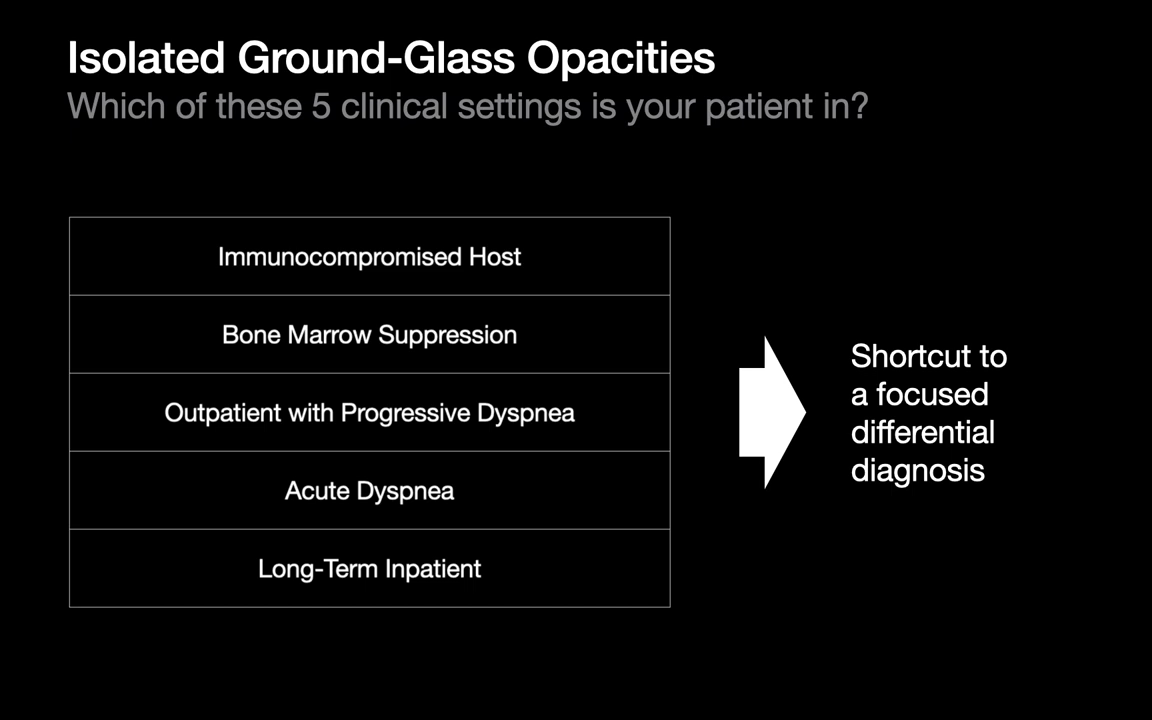 Isolated Ground-Glass Opacities
Which of these 5 clinical settings is your patient in?
Immunocompromised Host
Bone Marrow Suppression
Outpatient with Progressive Dyspnea
Acute Dyspnea
Long-Term Inpatient
Shortcut to
a focused
differential
diagnosis